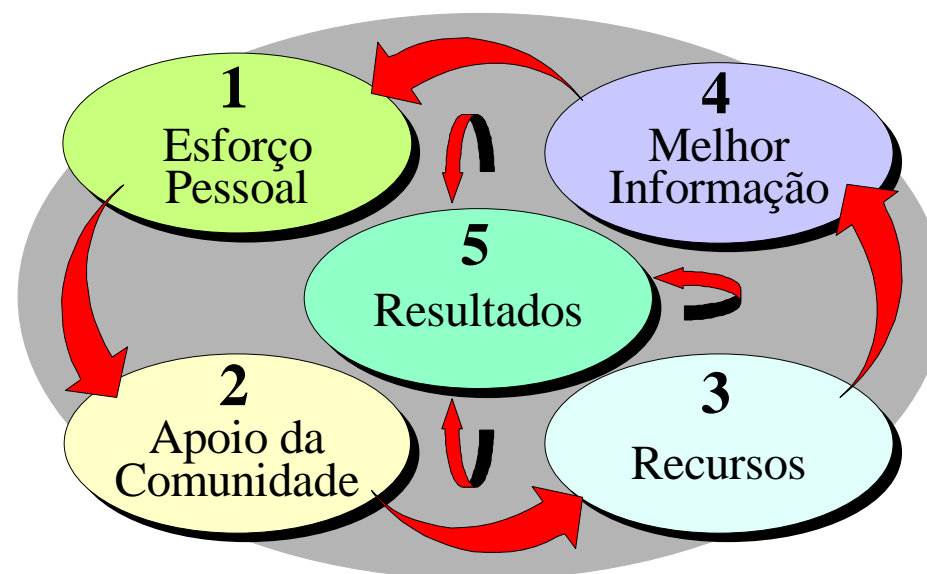 1
Esforço
Pessoal
4
Melhor
Informação
5
Resultados
2
Apoio da
Comunidade
3
Recursos